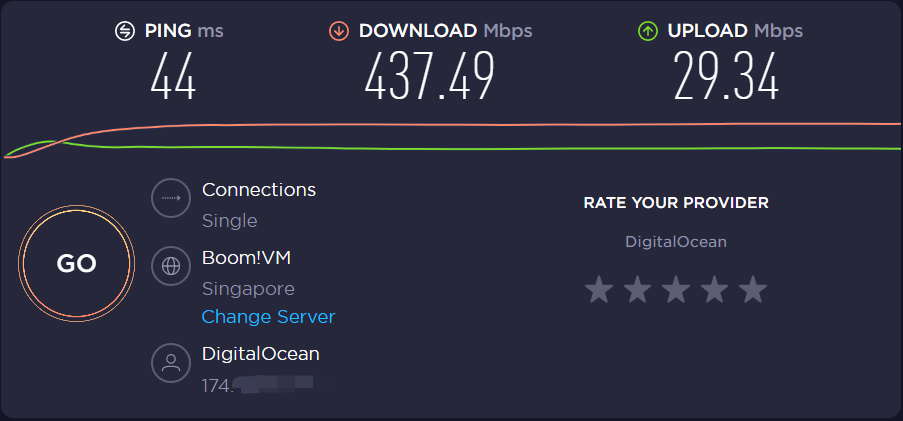 PING ms
44
DOWNLOAD Mbps
437.49
UPLOAD Mbps
29.34
GO
Connections
Single
Boom!VM
Singapore
Change Server
DigitalOcean
174.
RATE YOUR PROVIDER
DigitalOcean